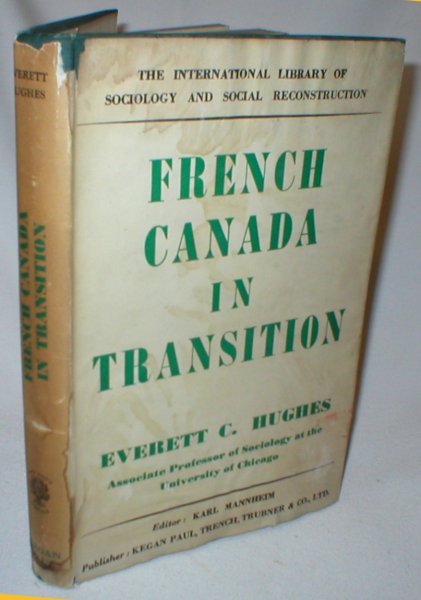 THE INTERNATIONAL LIBRARY OF
SOCIOLOGY AND SOCIAL RECONSTRUCTION
FRENCH
CANADA
IN
TRANSITION
EVERETT C. HUGHES
Associate Professor of Sociology at the
University of Chicago
Editor: KARL MANNHEIM
Publisher: KEGAN PAUL, TRENCH, TRUBNER & CO., LTD.
EVERETT
HUGHES
FRENCH CANADA
IN TRANSITION